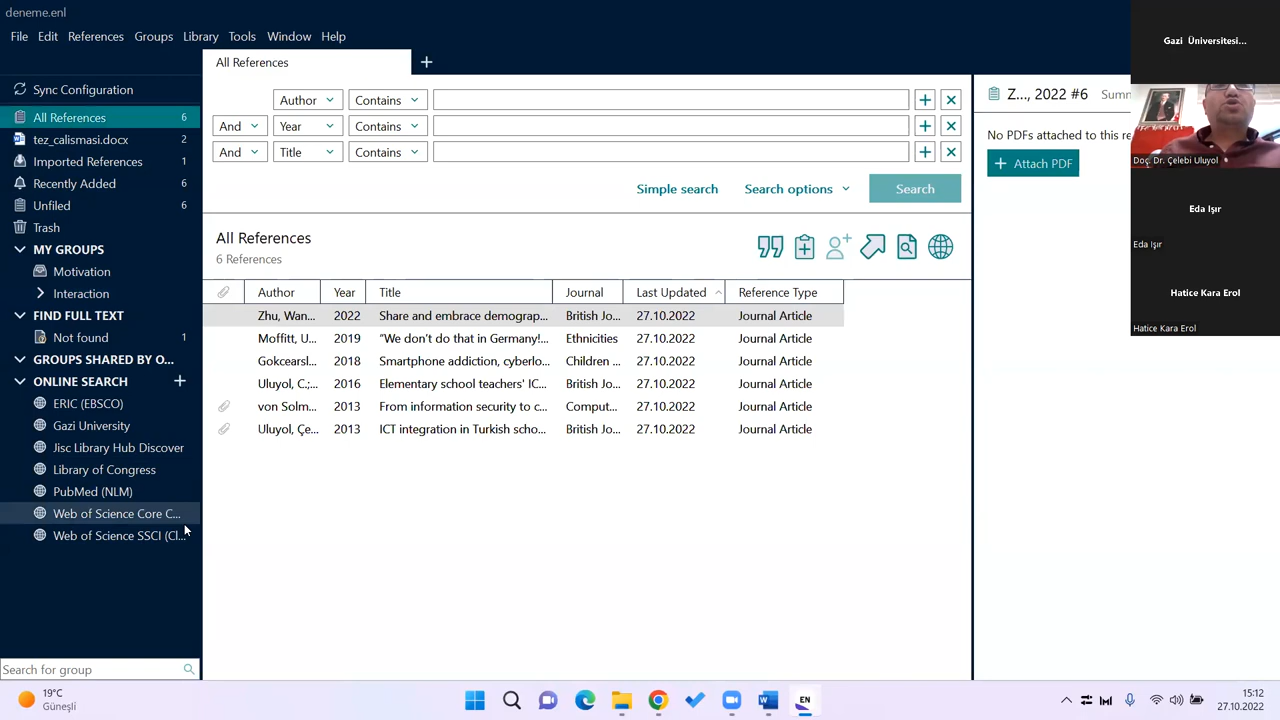 deneme.enl
File Edit References Groups Library Tools Window Help
All References
Sync Configuration
All References 6
tez_calismasi.docx 2
Imported References 6
Recently Added 6
Unfiled 6
Trash
MY GROUPS
Motivation
Interaction
FIND FULL TEXT
Not found 1
GROUPS SHARED BY O...
ONLINE SEARCH
ERIC (EBSCO)
Gazi University
Jisc Library Hub Discover
Library of Congress
PubMed (NLM)
Web of Science Core C...
Web of Science SSCI (Cl...
Search for group
Author Contains
And Year Contains
And Title Contains
Simple search Search options Search
All References
6 References
Author Year Title Journal Last Updated Reference Type
Zhu, Wan... 2022 Share and embrace demograp... British Jo... 27.10.2022 Journal Article
Moffitt, U... 2019 “We don't do that in Germany!... Ethnicities 27.10.2022 Journal Article
Gokcearsl... 2018 Smartphone addiction, cyberlo... Children ... 27.10.2022 Journal Article
Uluyol, C.;... 2016 Elementary school teachers' IC... British Jo... 27.10.2022 Journal Article
von Solm... 2013 From information security to c... Comput... 27.10.2022 Journal Article
Uluyol, Çe... 2013 ICT integration in Turkish scho... British Jo... 27.10.2022 Journal Article
Z..., 2022 #6 Summ
No PDFs attached to this re
+ Attach PDF
Gazi Üniversitesi...
Doç. Dr. Çelebi Uluyol
Eda Işır
Eda Işır
Hatice Kara Erol
Hatice Kara Erol
19°C
Güneşli
EN
15:12
27.10.2022